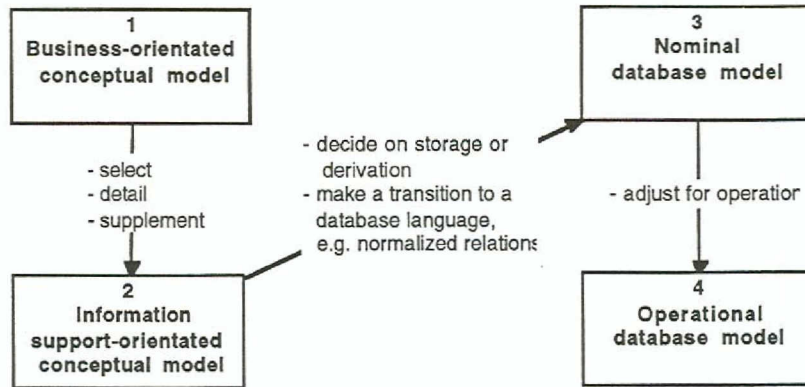 1
Business-orientated
conceptual model
- select
- detail
- supplement
2
Information
support-orientated
conceptual model
- decide on storage or
derivation
- make a transition to a
database language,
e.g. normalized relations
3
Nominal
database model
- adjust for operation
4
Operational
database model